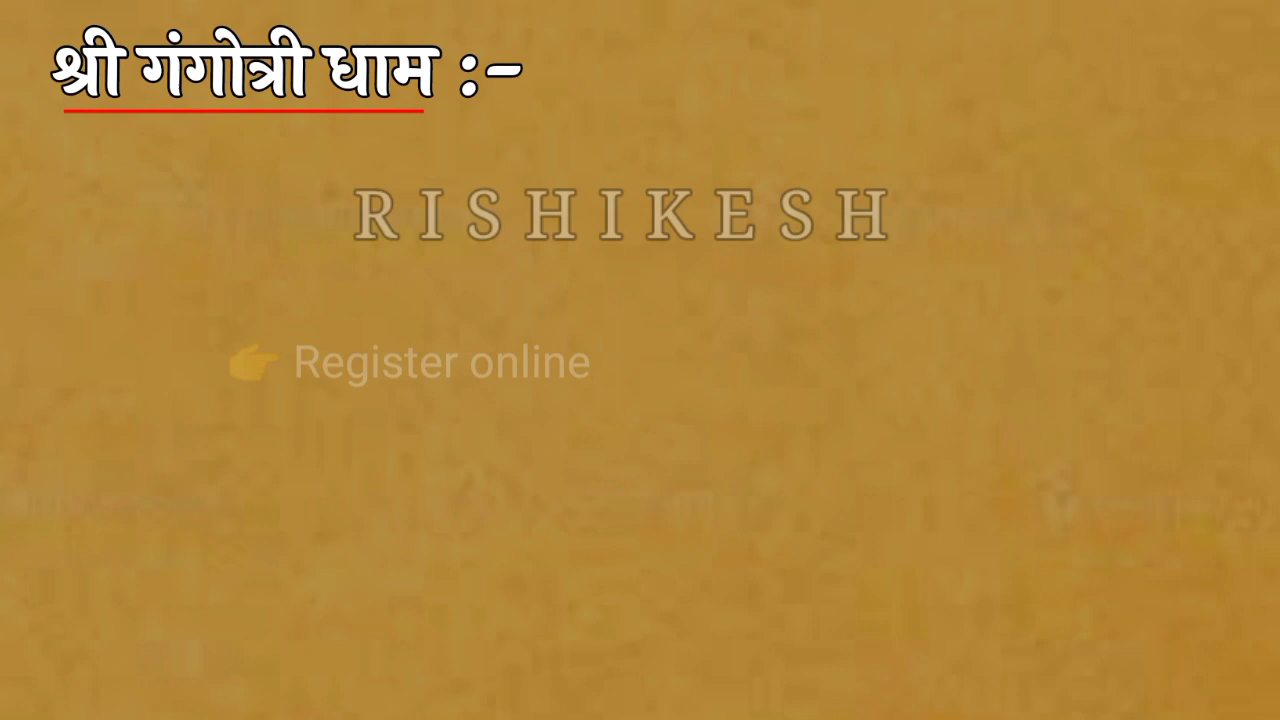 श्री गंगोत्री धाम :-
RISHIKESH
👉 Register online